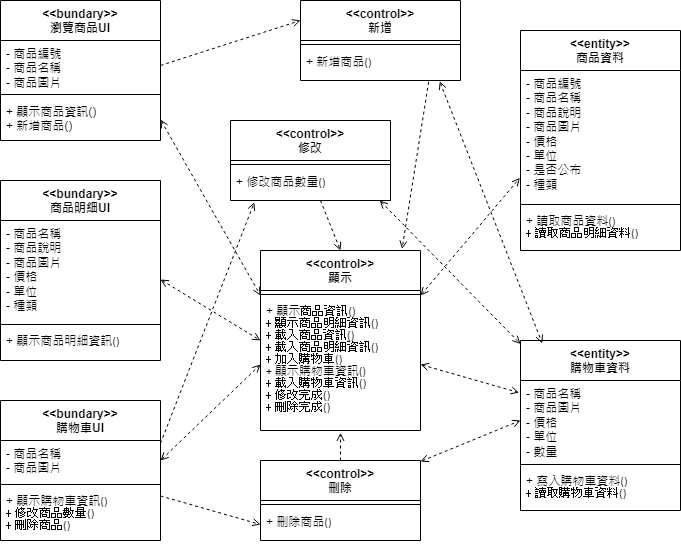 <<bundary>>
瀏覽商品UI
- 商品編號
- 商品名稱
- 商品圖片
+ 顯示商品資訊()
+ 新增商品()
<<control>>
新增
+ 新增商品()
<<entity>>
商品資料
- 商品編號
- 商品名稱
- 商品說明
- 商品圖片
- 價格
- 單位
- 是否公布
- 種類
+ 讀取商品資料()
+ 讀取商品明細資料()
<<control>>
修改
+ 修改商品數量()
<<bundary>>
商品明細UI
- 商品名稱
- 商品說明
- 商品圖片
- 價格
- 單位
- 種類
+ 顯示商品明細資訊()
<<control>>
顯示
+ 顯示商品資訊()
+ 顯示商品明細資訊()
+ 載入商品資訊()
+ 載入商品明細資訊()
+ 加入購物車()
+ 顯示購物車資訊()
+ 載入購物車資訊()
+ 修改完成()
+ 刪除完成()
<<entity>>
購物車資料
- 商品名稱
- 商品圖片
- 價格
- 單位
- 數量
+ 寫入購物車資料()
+ 讀取購物車資料()
<<bundary>>
購物車UI
- 商品名稱
- 商品圖片
+ 顯示購物車資訊()
+ 修改商品數量()
+ 刪除商品()
<<control>>
刪除
+ 刪除商品()